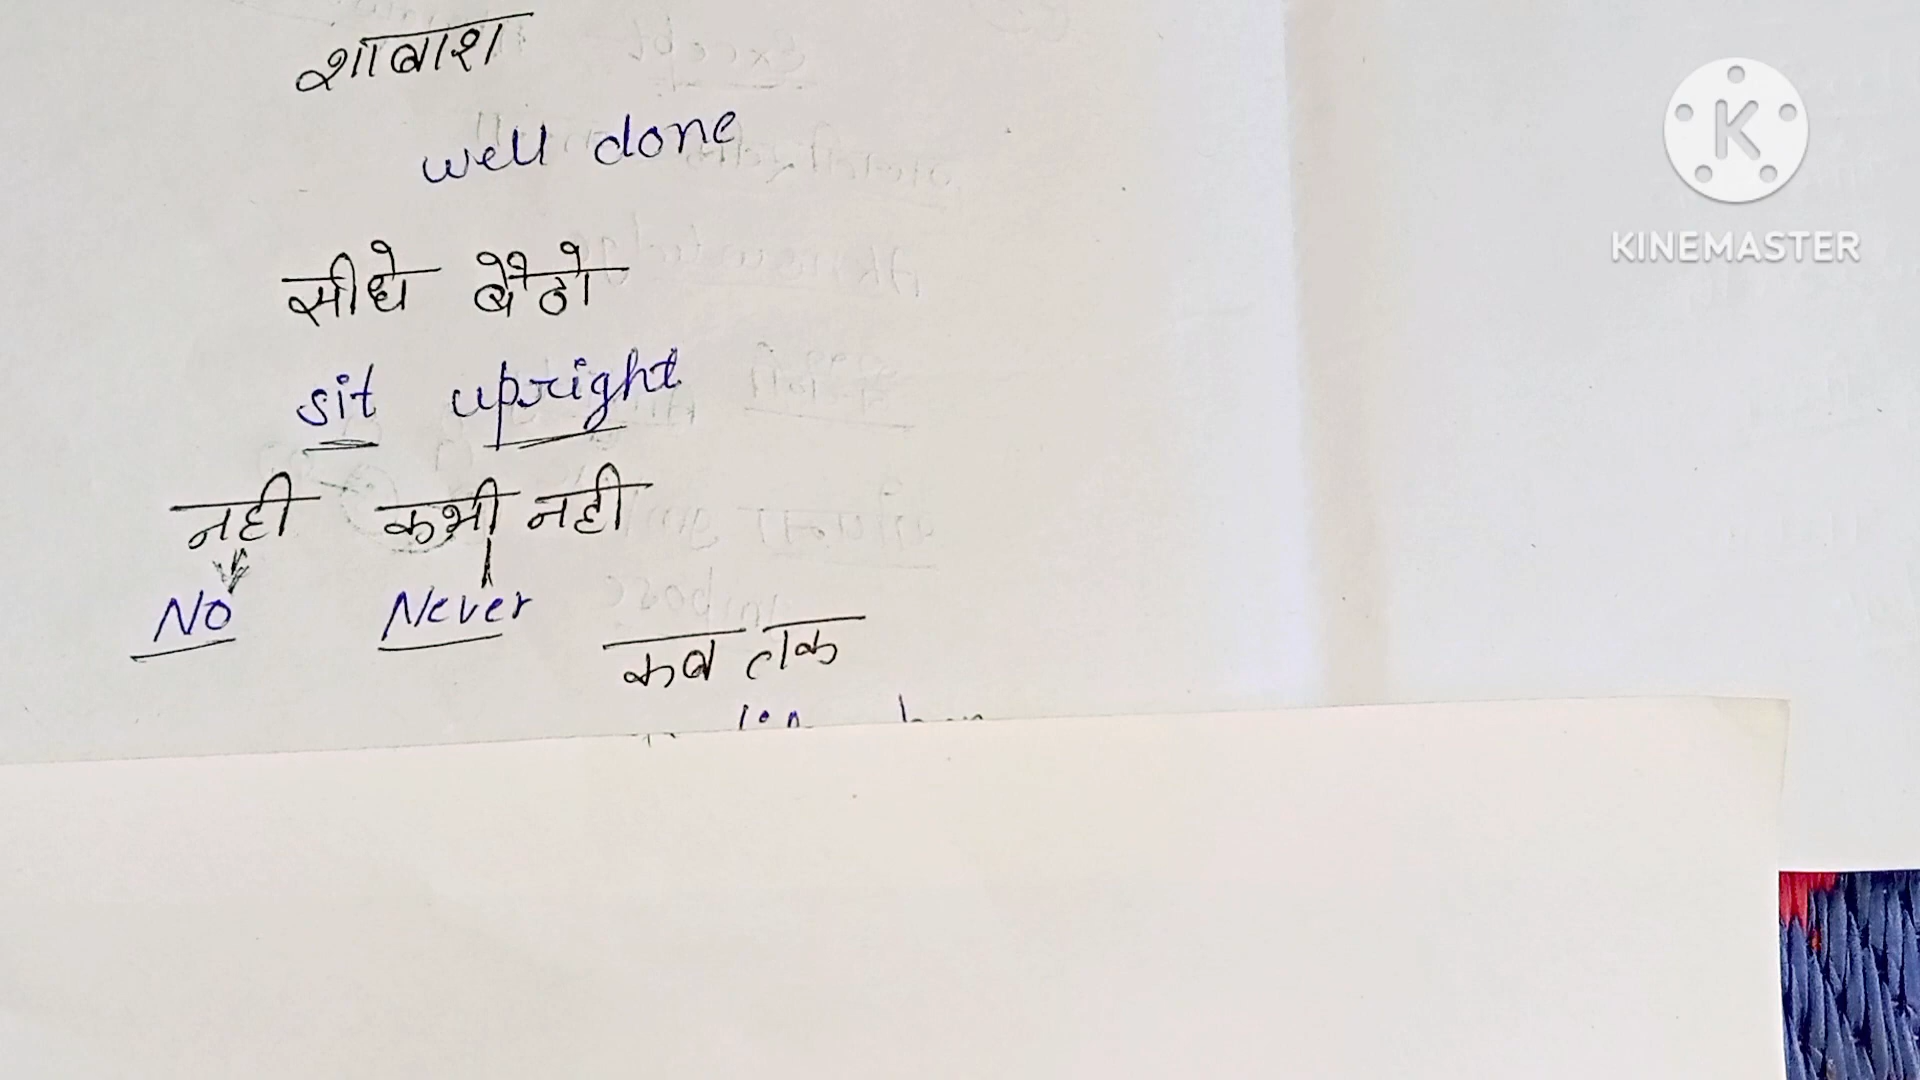 शाबाश
well done
सीधे बैठो
sit upright
नही कभी नही
No Never
कब तक
KINEMASTER